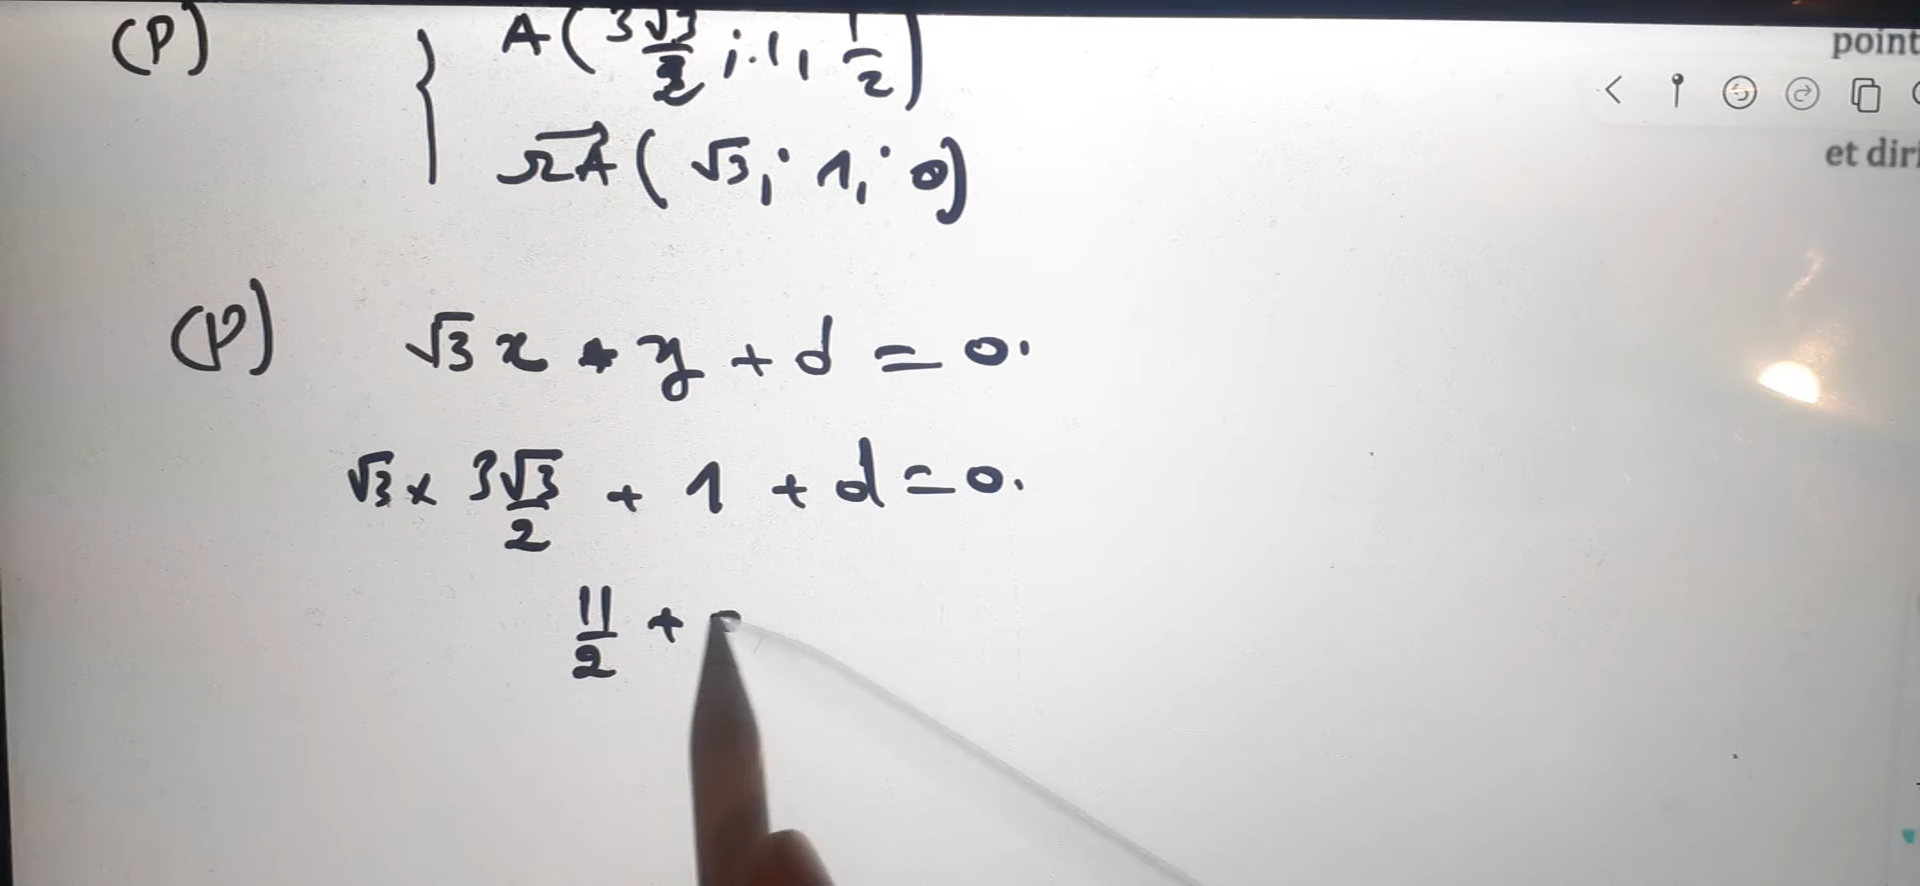 (P) { A(3√3/2 ; 1, 1/2)
ΩA→(√3; 1; 0)
(P) √3x + y + d = 0.
√3 × 3√3/2 + 1 + d = 0.
11/2 +
point
et diri